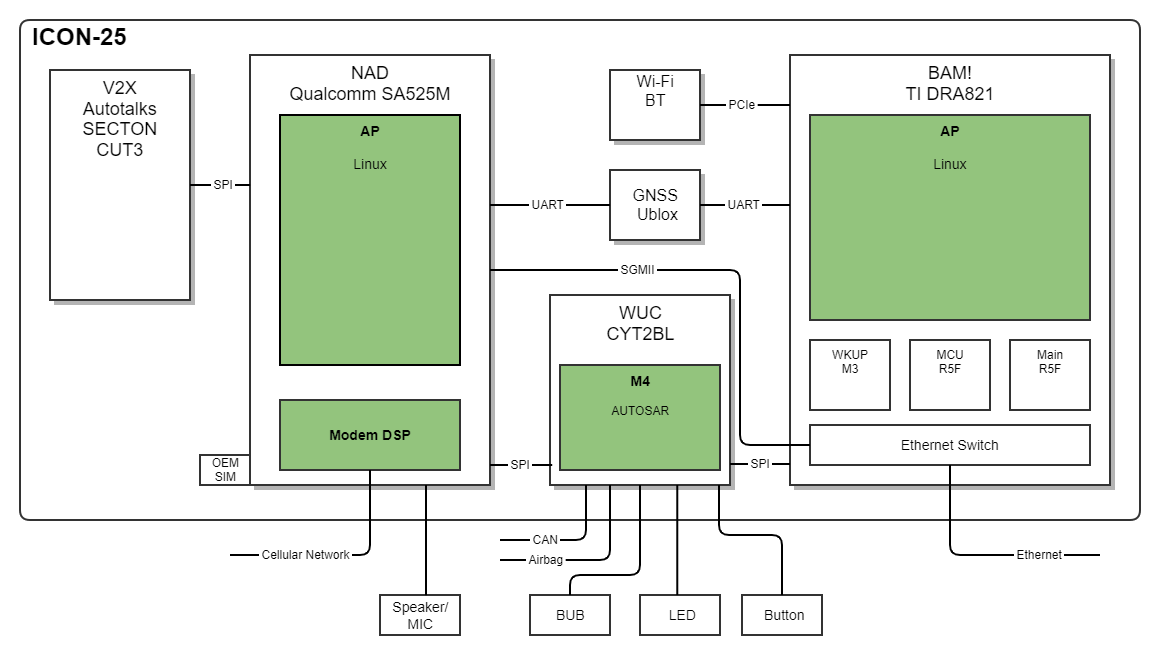 ICON-25
V2X
Autotalks
SECTON
CUT3
SPI
NAD
Qualcomm SA525M
AP
Linux
Modem DSP
OEM
SIM
Wi-Fi
BT
PCIe
UART
GNSS
Ublox
UART
SGMII
WUC
CYT2BL
M4
AUTOSAR
SPI
SPI
BAM!
TI DRA821
AP
Linux
WKUP
M3
MCU
R5F
Main
R5F
Ethernet Switch
Cellular Network
CAN
Airbag
Ethernet
Speaker/
MIC
BUB
LED
Button